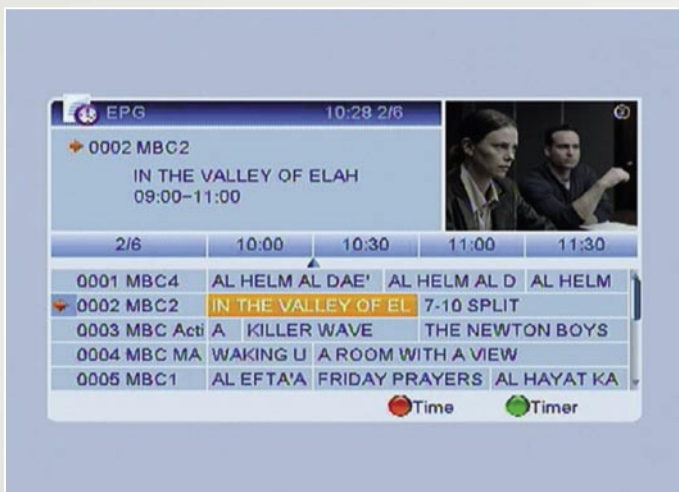 EPG 10:28 2/6
0002 MBC2
IN THE VALLEY OF ELAH
09:00-11:00
2/6 10:00 10:30 11:00 11:30
0001 MBC4 AL HELM AL DAE' AL HELM AL D AL HELM
0002 MBC2 IN THE VALLEY OF EL 7-10 SPLIT
0003 MBC Acti A KILLER WAVE THE NEWTON BOYS
0004 MBC MA WAKING U A ROOM WITH A VIEW
0005 MBC1 AL EFTA'A FRIDAY PRAYERS AL HAYAT KA
Time Timer